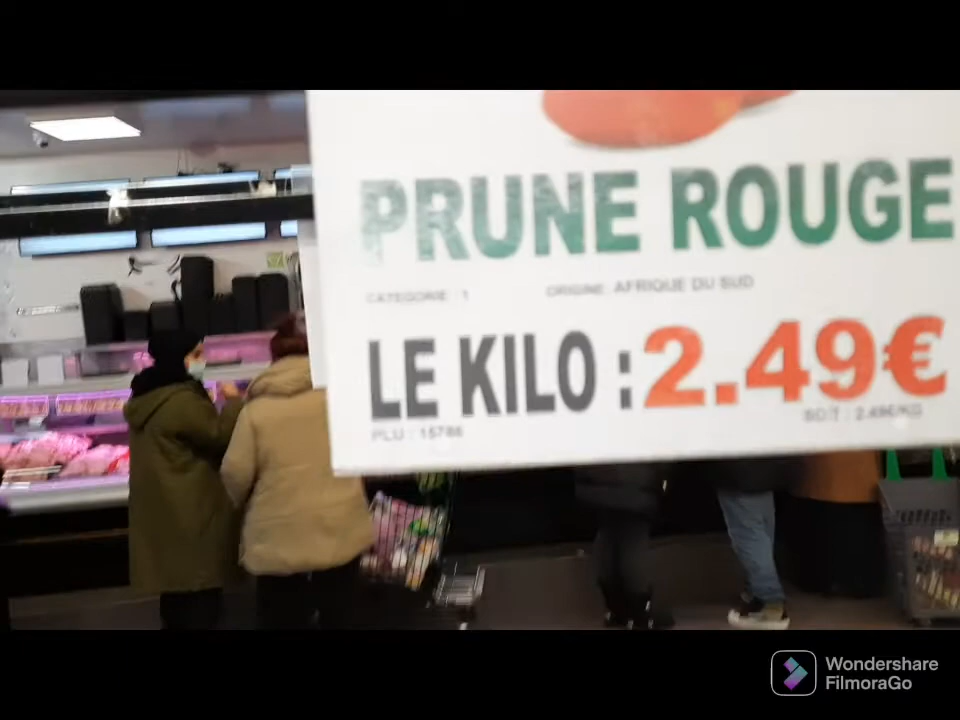 PRUNE ROUGE
CATEGORIE : 1 ORIGINE AFRIQUE DU SUD
LE KILO : 2.49€
PLU : 15786 SOIT : 2.49€/KG
Wondershare
FilmoraGo